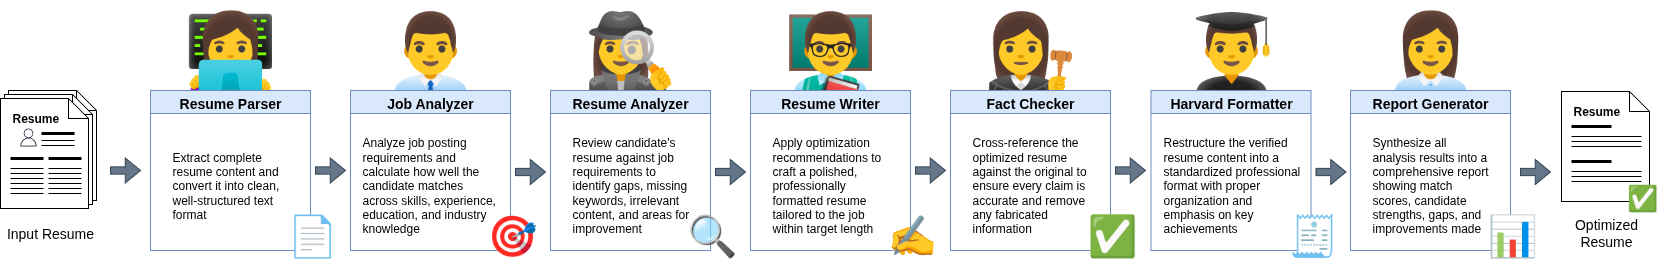 Resume
Input Resume
Resume Parser
Extract complete
resume content and
convert it into clean,
well-structured text
format
Job Analyzer
Analyze job posting
requirements and
calculate how well the
candidate matches
across skills, experience,
education, and industry
knowledge
Resume Analyzer
Review candidate's
resume against job
requirements to
identify gaps, missing
keywords, irrelevant
content, and areas for
improvement
Resume Writer
Apply optimization
recommendations to
craft a polished,
professionally
formatted resume
tailored to the job
within target length
Fact Checker
Cross-reference the
optimized resume
against the original to
ensure every claim is
accurate and remove
any fabricated
information
Harvard Formatter
Restructure the verified
resume content into a
standardized professional
format with proper
organization and
emphasis on key
achievements
Report Generator
Synthesize all
analysis results into a
comprehensive report
showing match
scores, candidate
strengths, gaps, and
improvements made
Resume
Optimized
Resume